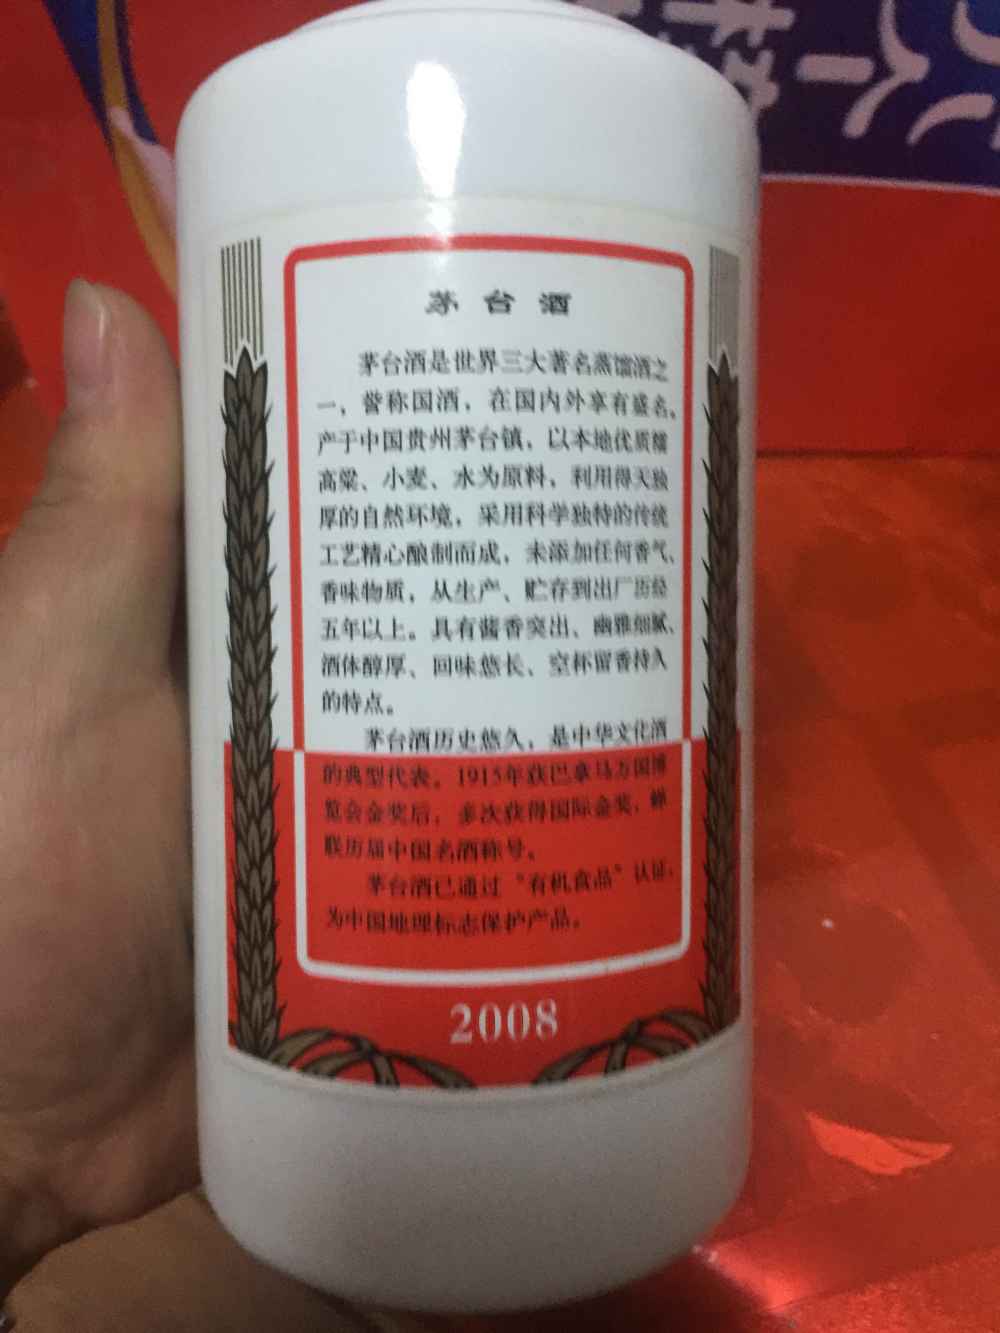 茅台酒
茅台酒是世界三大著名蒸馏酒之
一，誉称国酒，在国内外享有盛名。
产于中国贵州茅台镇，以本地优质糯
高粱、小麦、水为原料，利用得天独
厚的自然环境，采用科学独特的传统
工艺精心酿制而成，未添加任何香气、
香味物质，从生产、贮存到出厂历经
五年以上。具有酱香突出、幽雅细腻、
酒体醇厚、回味悠长、空杯留香持久
的特点。
茅台酒历史悠久，是中华文化酒
的典型代表。1915年获巴拿马万国博
览会金奖后，多次获得国际金奖，蝉
联历届中国名酒称号。
茅台酒已通过“有机食品”认证，
为中国地理标志保护产品。
2008